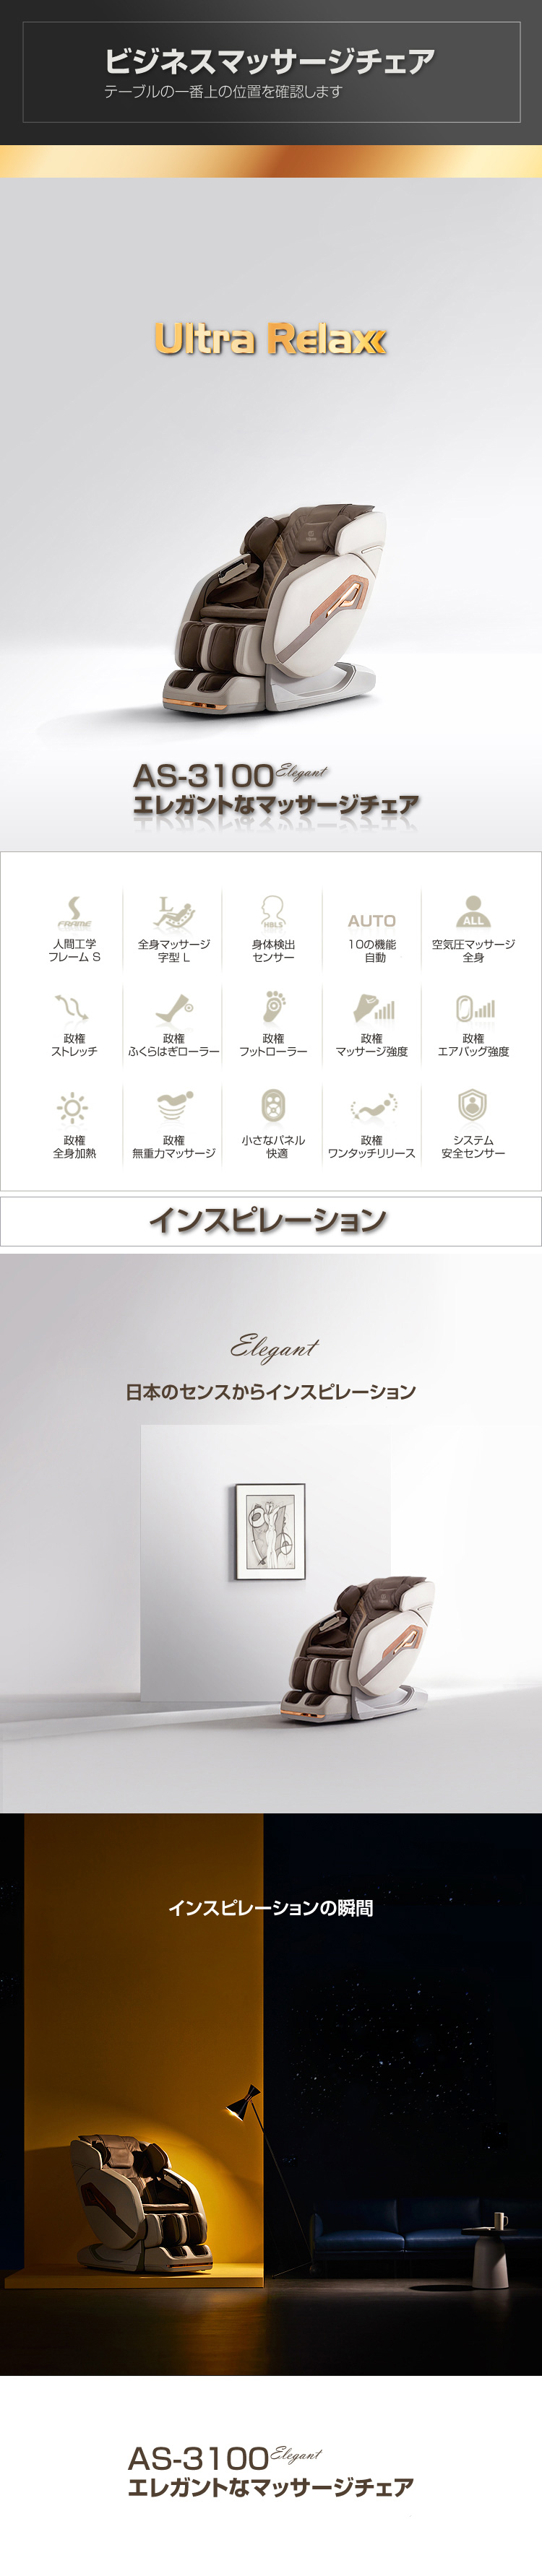 ビジネスマッサージチェア
テーブルの一番上の位置を確認します
Ultra Relax
AS-3100 Elegant
エレガントなマッサージチェア
FRAME
人間工学
フレーム S
L
全身マッサージ
字型 L
HBLS
身体検出
センサー
AUTO
10の機能
自動
ALL
空気圧マッサージ
全身
政権
ストレッチ
政権
ふくらはぎローラー
政権
フットローラー
政権
マッサージ強度
政権
エアバッグ強度
政権
全身加熱
政権
無重力マッサージ
小さなパネル
快適
政権
ワンタッチリリース
システム
安全センサー
インスピレーション
Elegant
日本のセンスからインスピレーション
インスピレーションの瞬間
AS-3100 Elegant
エレガントなマッサージチェア